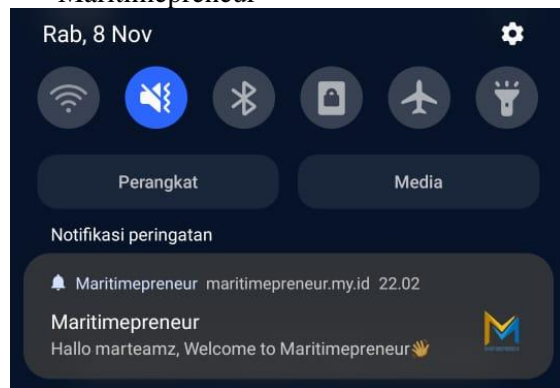 Maritimepreneur
Rab, 8 Nov
Perangkat
Media
Notifikasi peringatan
Maritimepreneur maritimepreneur.my.id 22.02
Maritimepreneur
Hallo marteamz, Welcome to Maritimepreneur👋